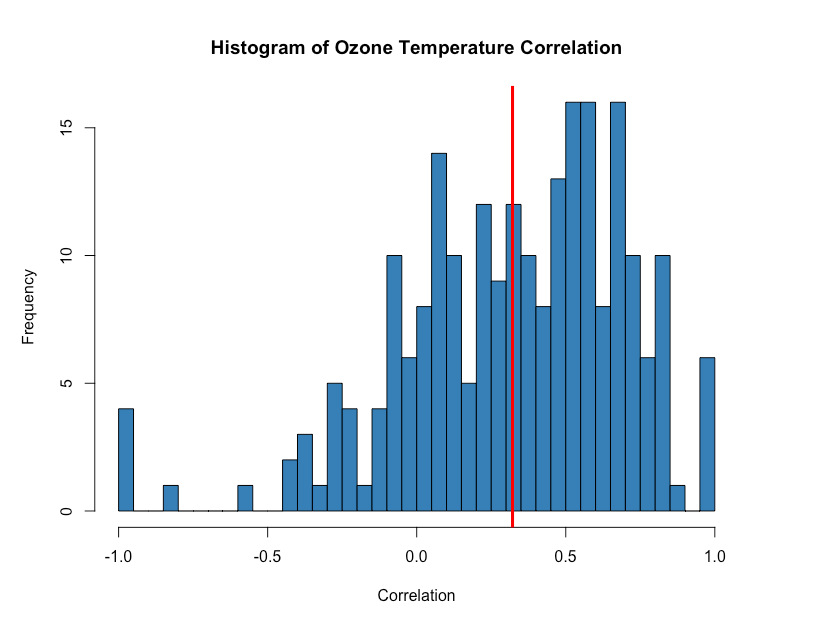 Histogram of Ozone Temperature Correlation
Frequency
15
10
5
0
-1.0 -0.5 0.0 0.5 1.0
Correlation